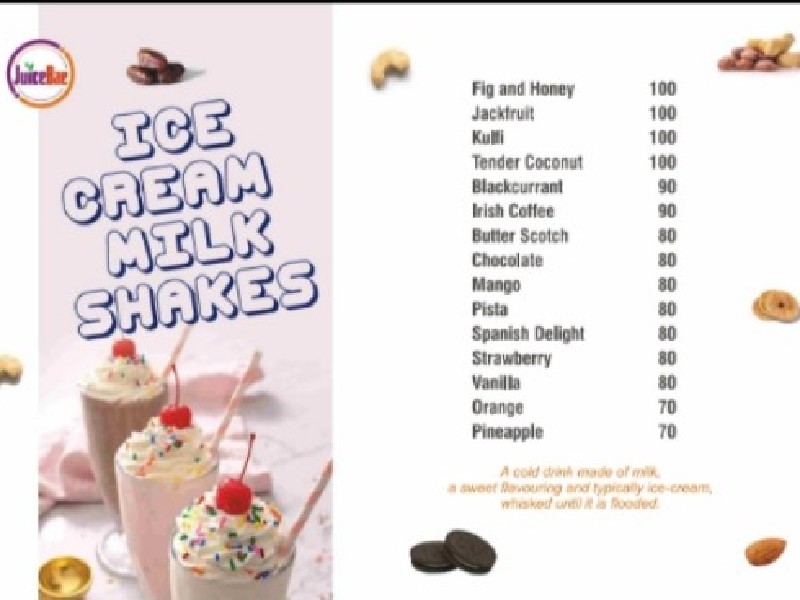 JuiceBar
ICE
CREAM
MILK
SHAKES
Fig and Honey 100
Jackfruit 100
Kulfi 100
Tender Coconut 100
Blackcurrant 90
Irish Coffee 90
Butter Scotch 80
Chocolate 80
Mango 80
Pista 80
Spanish Delight 80
Strawberry 80
Vanilla 80
Orange 70
Pineapple 70
A cold drink made of milk,
a sweet flavouring and typically ice-cream,
whisked until it is flooded.